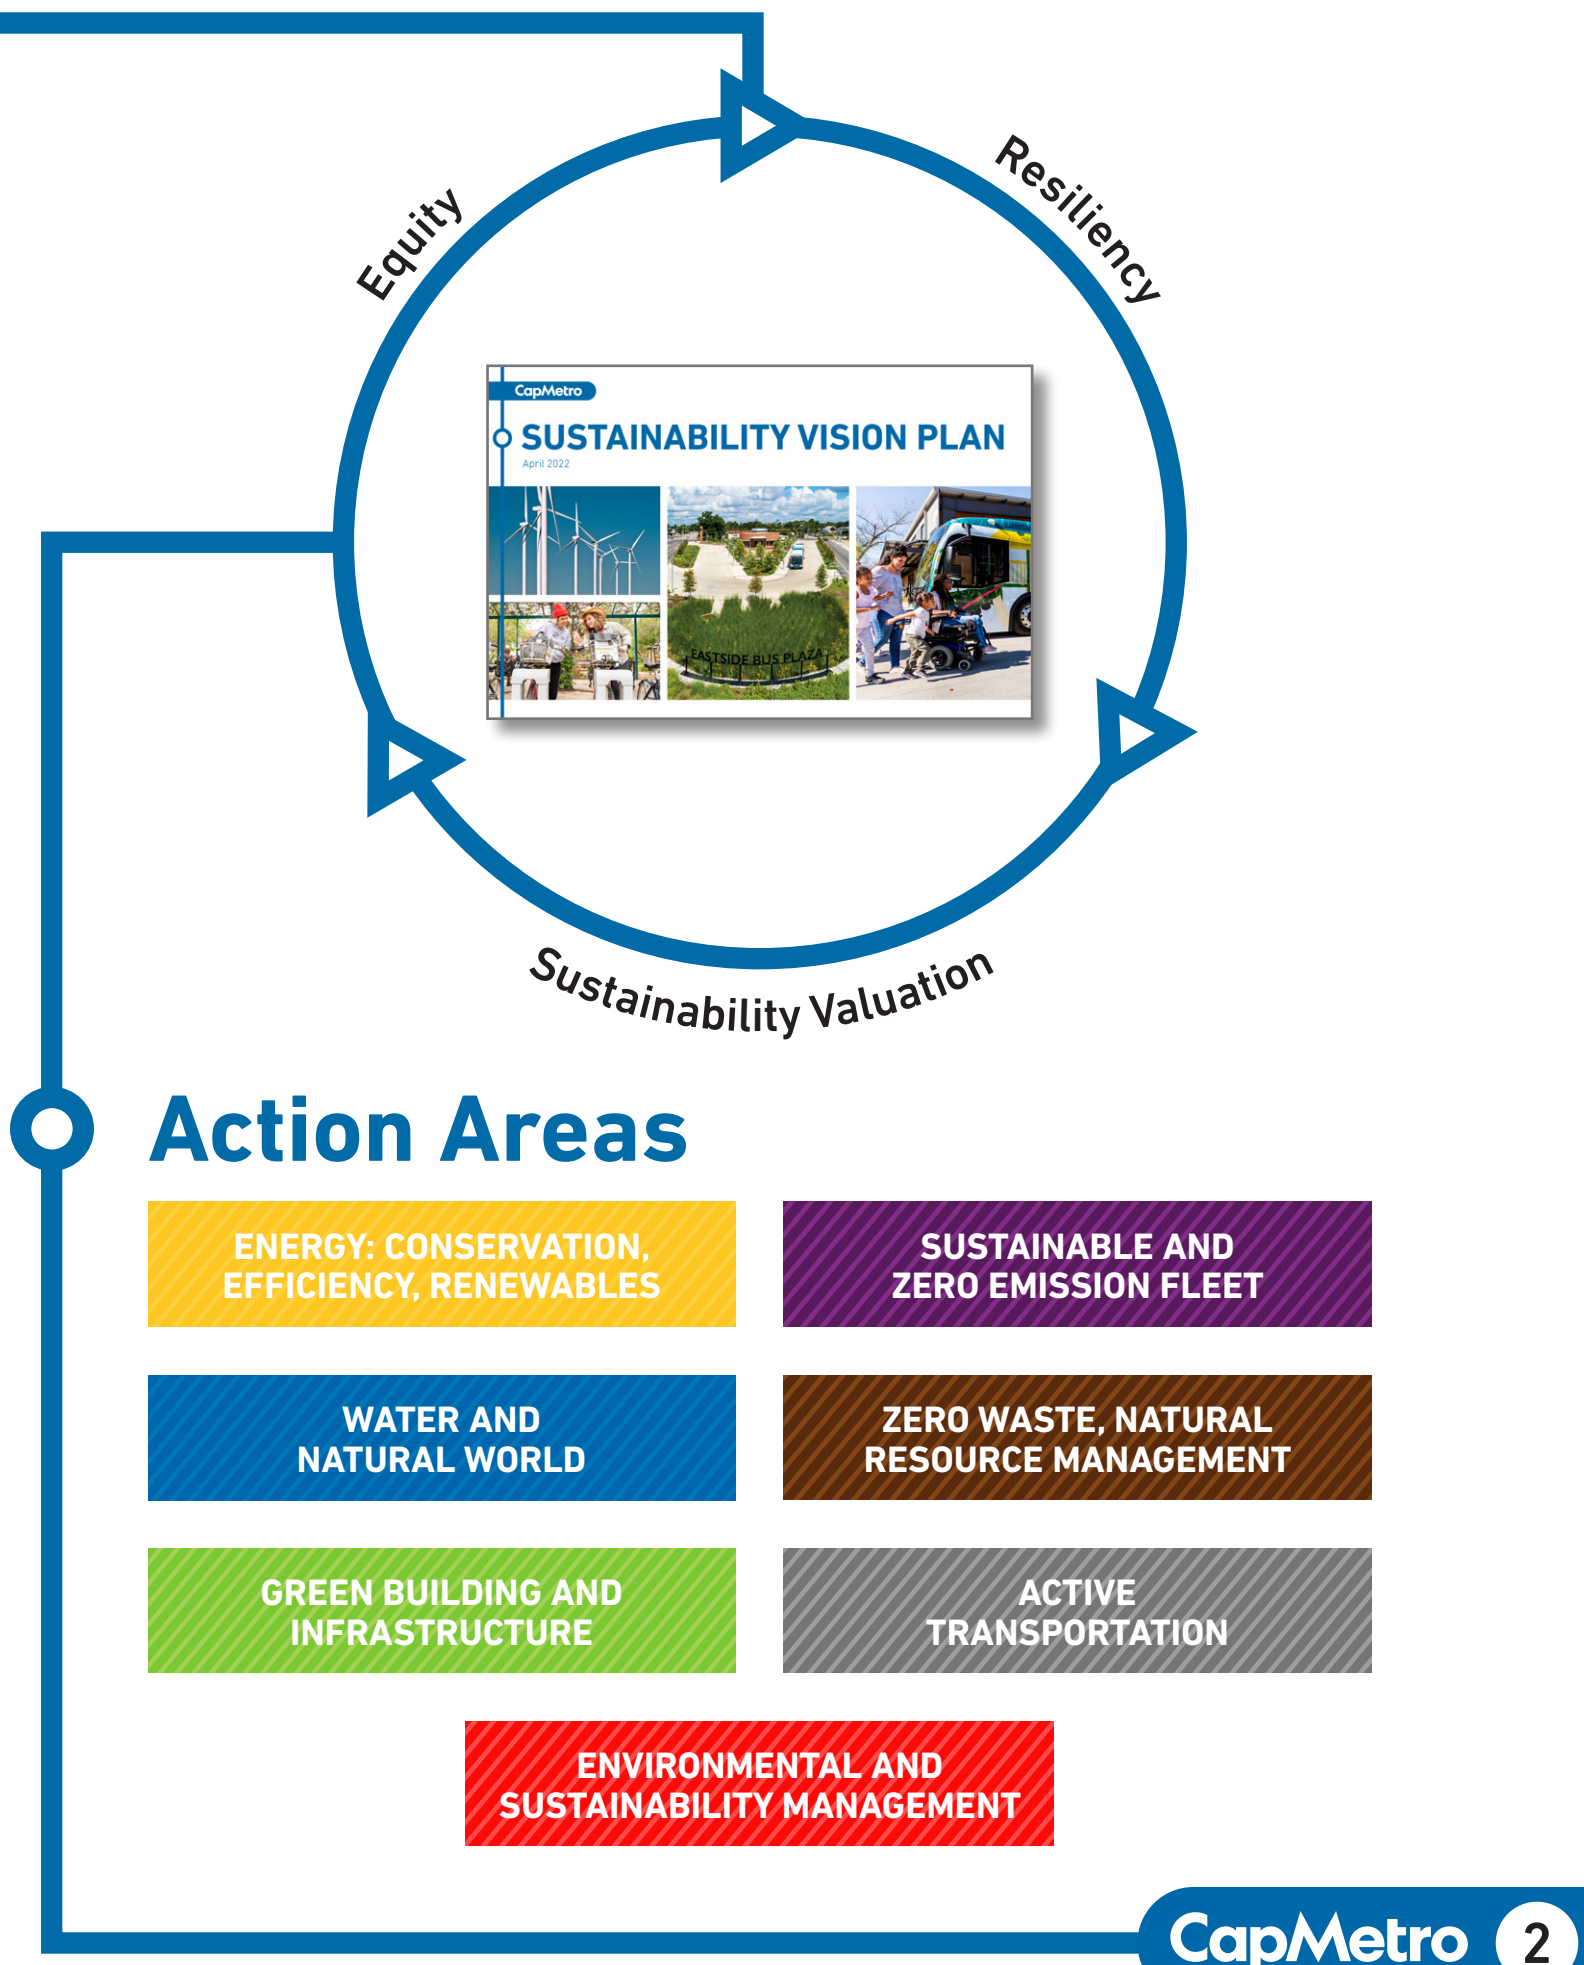 Equity
Resiliency
CapMetro
SUSTAINABILITY VISION PLAN
April 2022
EASTSIDE BUS PLAZA
Sustainability Valuation
Action Areas
ENERGY: CONSERVATION,
EFFICIENCY, RENEWABLES
SUSTAINABLE AND
ZERO EMISSION FLEET
WATER AND
NATURAL WORLD
ZERO WASTE, NATURAL
RESOURCE MANAGEMENT
GREEN BUILDING AND
INFRASTRUCTURE
ACTIVE
TRANSPORTATION
ENVIRONMENTAL AND
SUSTAINABILITY MANAGEMENT
CapMetro 2